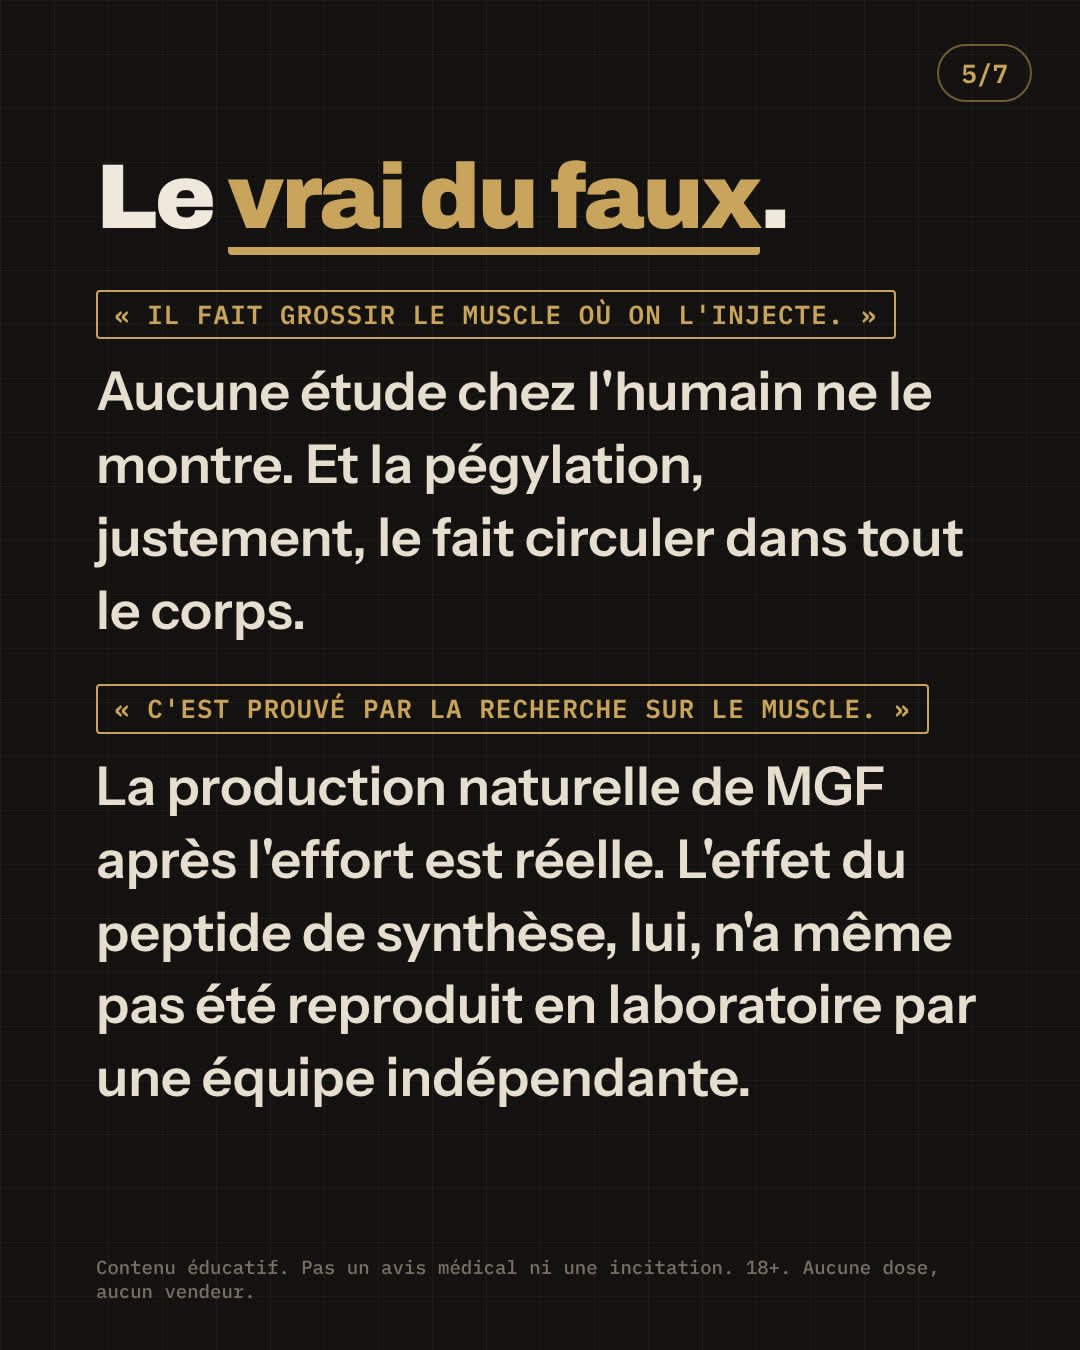 5/7
Le vrai du faux.
« IL FAIT GROSSIR LE MUSCLE OÙ ON L'INJECTE. »
Aucune étude chez l'humain ne le
montre. Et la pégylation,
justement, le fait circuler dans tout
le corps.
« C'EST PROUVÉ PAR LA RECHERCHE SUR LE MUSCLE. »
La production naturelle de MGF
après l'effort est réelle. L'effet du
peptide de synthèse, lui, n'a même
pas été reproduit en laboratoire par
une équipe indépendante.
Contenu éducatif. Pas un avis médical ni une incitation. 18+. Aucune dose,
aucun vendeur.